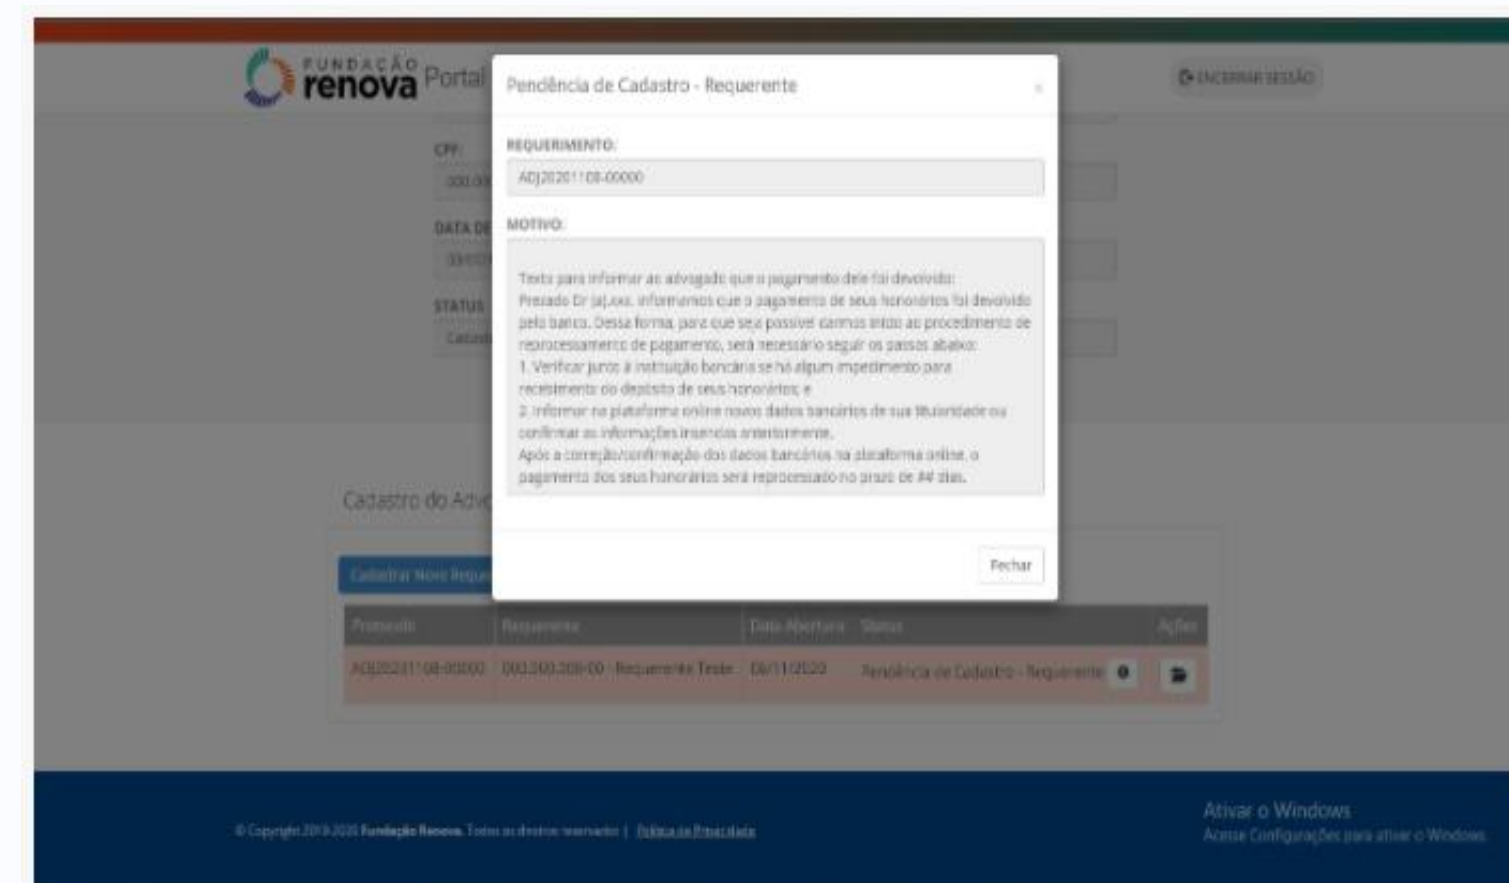 FUNDAÇÃO
renova Portal
ENCERRAR SESSÃO
Pendência de Cadastro - Requerente
x
REQUERIMENTO:
ADJ20201108-00000
CPF:
000.00
DATA DE
MOTIVO:
STATUS
Texto para informar ao advogado que o pagamento dele foi devolvido:
Prezado Dr (a).xxx, informamos que o pagamento de seus honorários foi devolvido
pelo banco. Dessa forma, para que seja possível darmos início ao procedimento de
reprocessamento de pagamento, será necessário seguir os passos abaixo:
1. Verificar junto à instituição bancária se há algum impedimento para
recebimento do depósito de seus honorários; e
2. Informar na plataforma online novos dados bancários de sua titularidade ou
confirmar as informações inseridas anteriormente.
Após a correção/confirmação dos dados bancários na plataforma online, o
pagamento dos seus honorários será reprocessado no prazo de ## dias.
Fechar
Cadastro do Advo
Cadastrar Novo Reque
Protocolo Requerente Data Abertura Status Ações
ADJ20201108-00000 000.000.000-00 - Requerente Teste 08/11/2020 Pendência de Cadastro - Requerente
© Copyright 2019-2020 Fundação Renova. Todos os direitos reservados | Política de Privacidade
Ativar o Windows
Acesse Configurações para ativar o Windows.